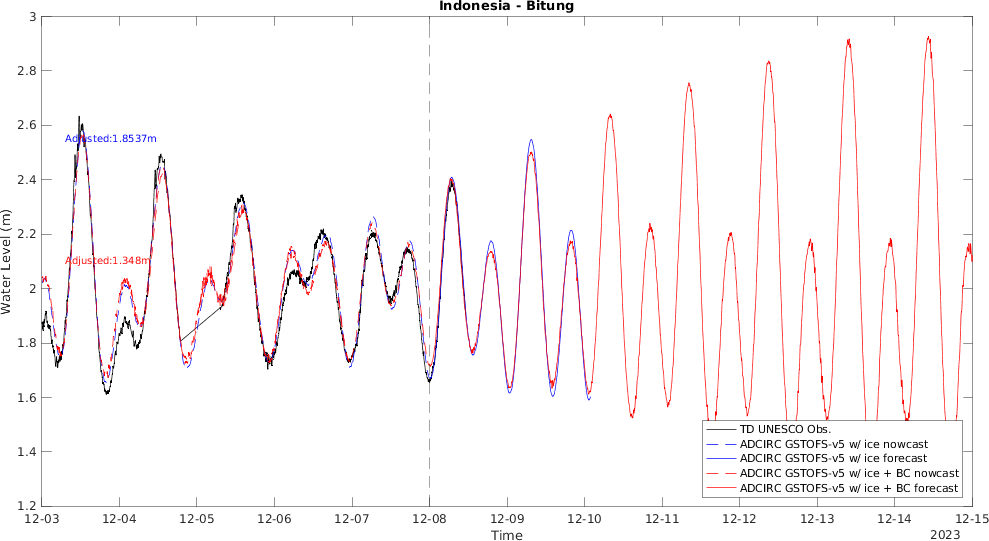 Indonesia - Bitung
Water Level (m)
3
2.8
2.6
2.4
2.2
2
1.8
1.6
1.4
1.2
Adjusted:1.8537m
Adjusted:1.348m
TD UNESCO Obs.
ADCIRC GSTOFS-v5 w/ ice nowcast
ADCIRC GSTOFS-v5 w/ ice forecast
ADCIRC GSTOFS-v5 w/ ice + BC nowcast
ADCIRC GSTOFS-v5 w/ ice + BC forecast
12-03 12-04 12-05 12-06 12-07 12-08 12-09 12-10 12-11 12-12 12-13 12-14 12-15
Time
2023